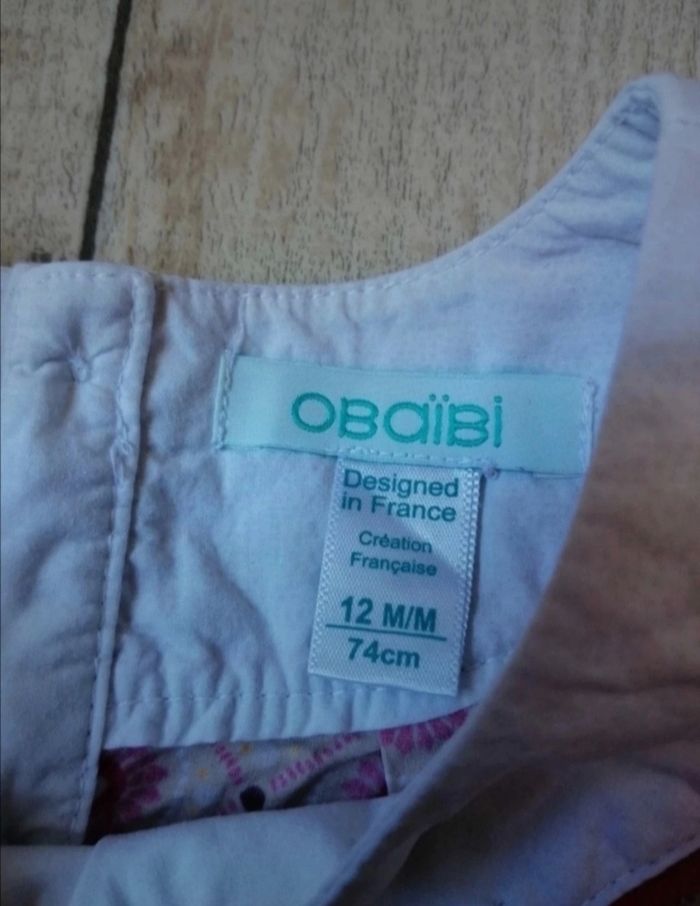 OBaïBi
Designed
in France
Création
Française
12 M/M
74cm